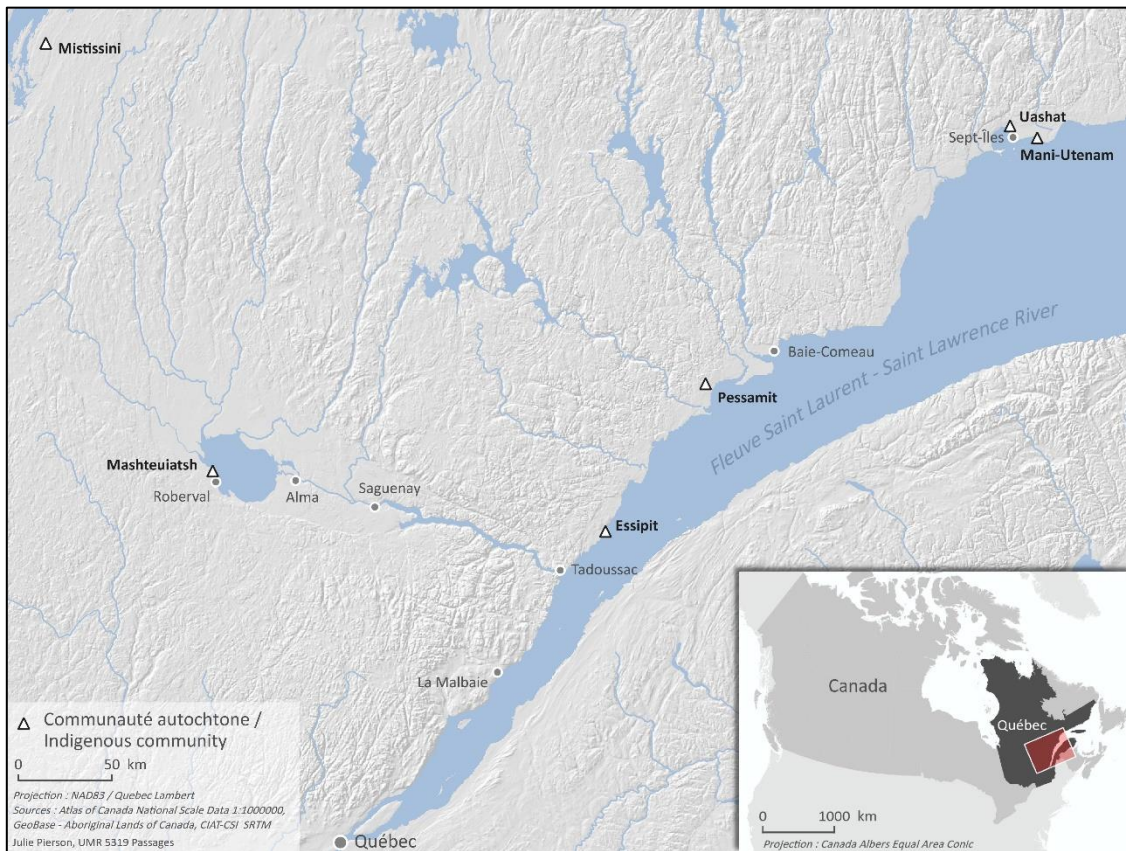 Mistissini
Uashat
Sept-Îles
Mani-Utenam
Baie-Comeau
Fleuve Saint Laurent - Saint Lawrence River
Pessamit
Mashteuiatsh
Roberval
Alma
Saguenay
Essipit
Tadoussac
La Malbaie
Québec
Communauté autochtone /
Indigenous community
0 50 km
Projection : NAD83 / Quebec Lambert
Sources : Atlas of Canada National Scale Data 1:1000000,
GeoBase - Aboriginal Lands of Canada, CIAT-CSI SRTM
Julie Pierson, UMR 5319 Passages
Canada
Québec
0 1000 km
Projection : Canada Albers Equal Area Conic